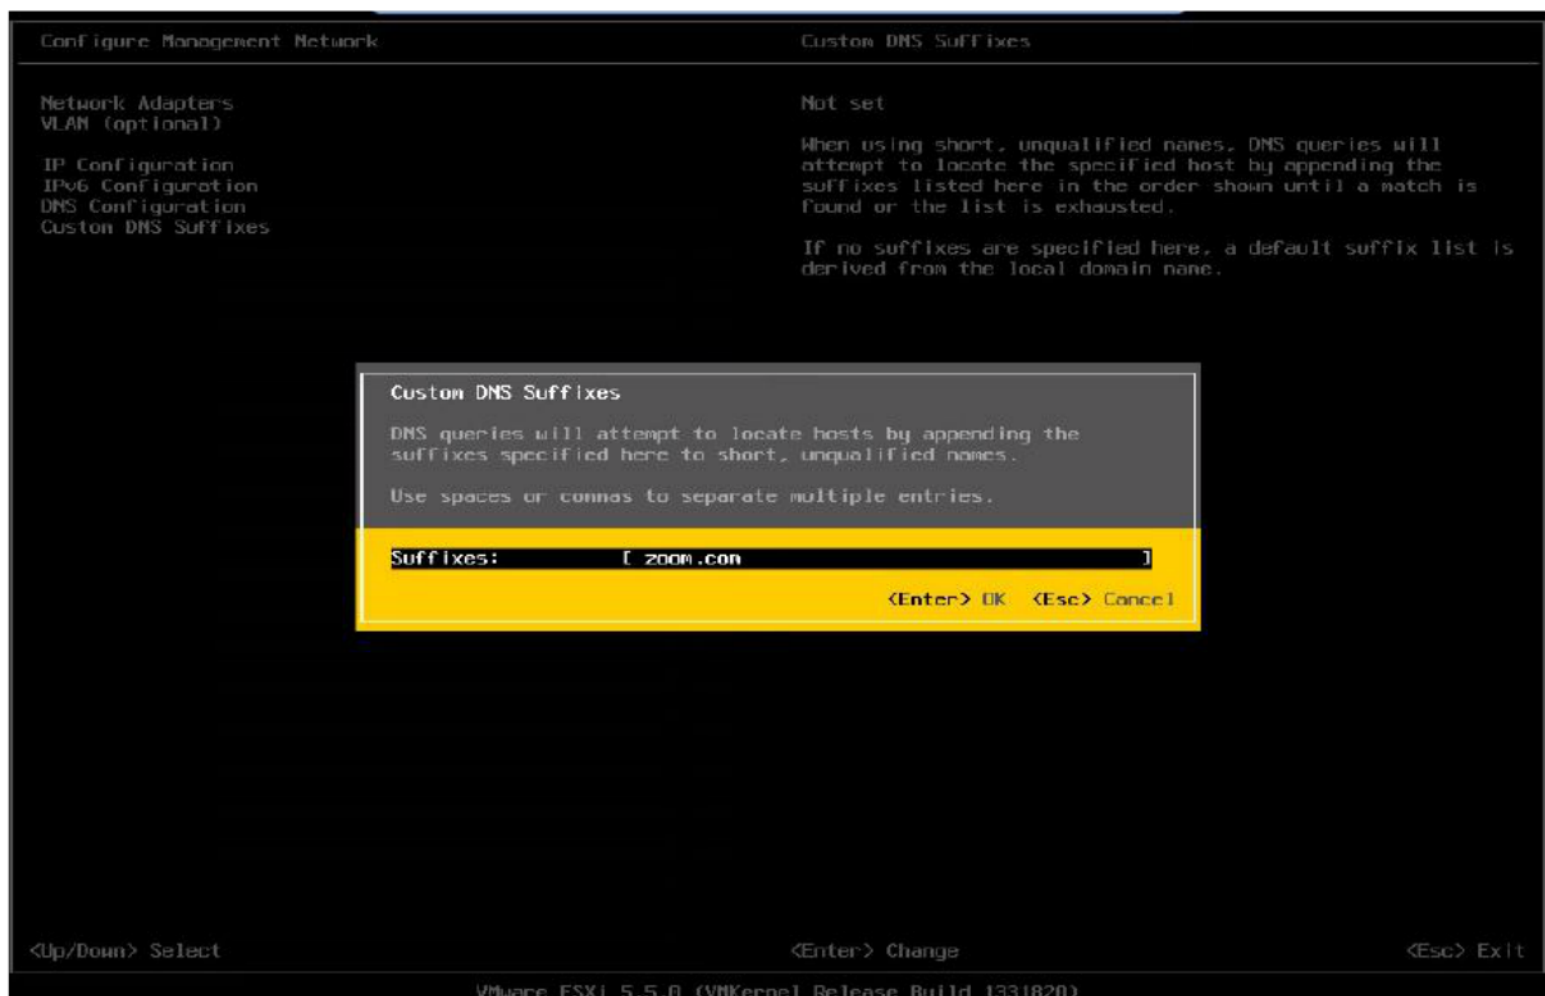 Configure Management Network
Custom DNS Suffixes
Network Adapters
VLAN (optional)
IP Configuration
IPv6 Configuration
DNS Configuration
Custom DNS Suffixes
Not set
When using short, unqualified names, DNS queries will
attempt to locate the specified host by appending the
suffixes listed here in the order shown until a match is
found or the list is exhausted.
If no suffixes are specified here, a default suffix list is
derived from the local domain name.
Custom DNS Suffixes
DNS queries will attempt to locate hosts by appending the
suffixes specified here to short, unqualified names.
Use spaces or commas to separate multiple entries.
Suffixes: [ zoom.com ]
<Enter> OK <Esc> Cancel
<Up/Down> Select
<Enter> Change
<Esc> Exit
VMware ESXi 5.5.0 (VMKernel Release Build 1331820)